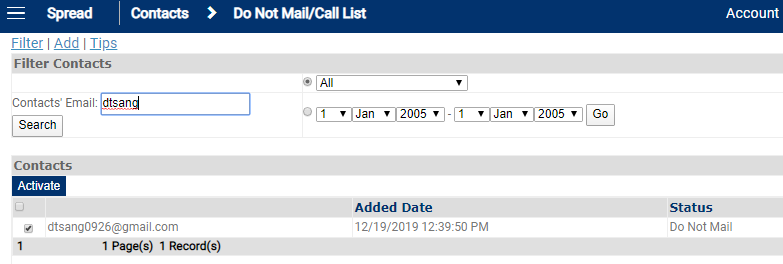 Spread Contacts > Do Not Mail/Call List Account
Filter | Add | Tips
Filter Contacts
All
Contacts' Email: dtsang
1 Jan 2005 - 1 Jan 2005 Go
Search
Contacts
Activate
Added Date Status
dtsang0926@gmail.com 12/19/2019 12:39:50 PM Do Not Mail
1 1 Page(s) 1 Record(s)